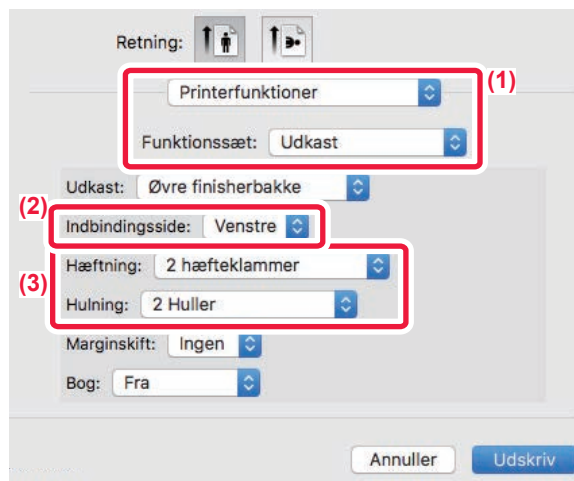 Retning:
(1)
Printerfunktioner
Funktionssæt: Udkast
Udkast: Øvre finisherbakke
(2)
Indbindingsside: Venstre
(3)
Hæftning: 2 hæfteklammer
Hulning: 2 Huller
Marginskift: Ingen
Bog: Fra
Annuller Udskriv